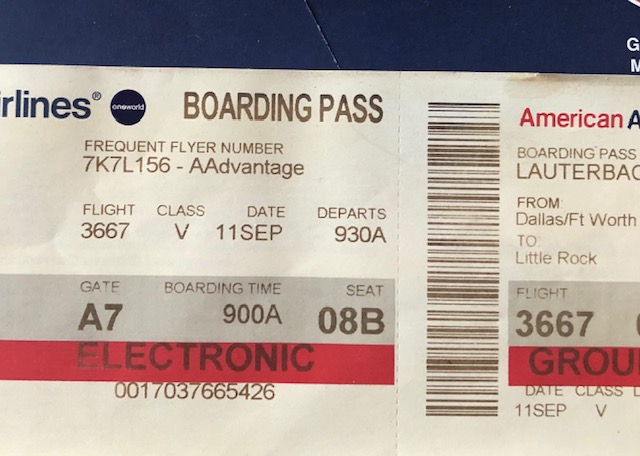 irlines® oneworld BOARDING PASS
FREQUENT FLYER NUMBER
7K7L156 - AAdvantage
FLIGHT CLASS DATE DEPARTS
3667 V 11SEP 930A
GATE BOARDING TIME SEAT
A7 900A 08B
ELECTRONIC
0017037665426
American A
BOARDING PASS
LAUTERBAC
FROM:
Dallas/Ft Worth
TO:
Little Rock
FLIGHT
3667
GROU
DATE CLASS
11SEP V
G
M